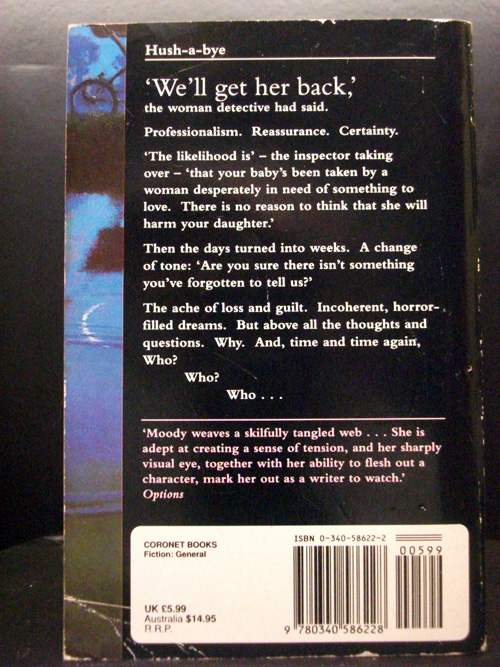 Hush-a-bye
‘We’ll get her back,’
the woman detective had said.
Professionalism. Reassurance. Certainty.
‘The likelihood is’ – the inspector taking
over – ‘that your baby’s been taken by a
woman desperately in need of something to
love. There is no reason to think that she will
harm your daughter.’
Then the days turned into weeks. A change
of tone: ‘Are you sure there isn’t something
you’ve forgotten to tell us?’
The ache of loss and guilt. Incoherent, horror-
filled dreams. But above all the thoughts and
questions. Why. And, time and time again,
Who?
Who?
Who . . .
‘Moody weaves a skilfully tangled web . . . She is
adept at creating a sense of tension, and her sharply
visual eye, together with her ability to flesh out a
character, mark her out as a writer to watch.’
Options
CORONET BOOKS
Fiction: General
UK £5.99
Australia $14.95
R.R.P.
ISBN 0-340-58622-2
00599
9 780340 586228